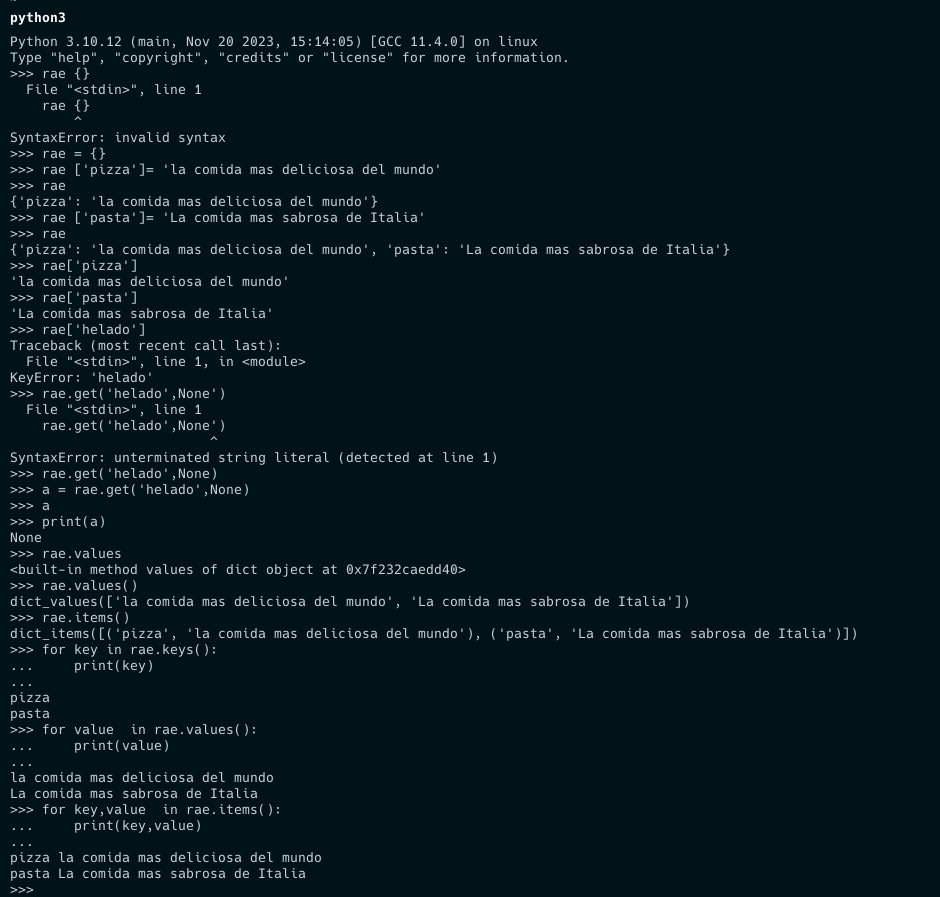 python3
Python 3.10.12 (main, Nov 20 2023, 15:14:05) [GCC 11.4.0] on linux
Type "help", "copyright", "credits" or "license" for more information.
>>> rae {}
  File "<stdin>", line 1
    rae {}
        ^
SyntaxError: invalid syntax
>>> rae = {}
>>> rae ['pizza']= 'la comida mas deliciosa del mundo'
>>> rae
{'pizza': 'la comida mas deliciosa del mundo'}
>>> rae ['pasta']= 'La comida mas sabrosa de Italia'
>>> rae
{'pizza': 'la comida mas deliciosa del mundo', 'pasta': 'La comida mas sabrosa de Italia'}
>>> rae['pizza']
'la comida mas deliciosa del mundo'
>>> rae['pasta']
'La comida mas sabrosa de Italia'
>>> rae['helado']
Traceback (most recent call last):
  File "<stdin>", line 1, in <module>
KeyError: 'helado'
>>> rae.get('helado',None')
  File "<stdin>", line 1
    rae.get('helado',None')
                         ^
SyntaxError: unterminated string literal (detected at line 1)
>>> rae.get('helado',None)
>>> a = rae.get('helado',None)
>>> a
>>> print(a)
None
>>> rae.values
<built-in method values of dict object at 0x7f232caedd40>
>>> rae.values()
dict_values(['la comida mas deliciosa del mundo', 'La comida mas sabrosa de Italia'])
>>> rae.items()
dict_items([('pizza', 'la comida mas deliciosa del mundo'), ('pasta', 'La comida mas sabrosa de Italia')])
>>> for key in rae.keys():
...     print(key)
...
pizza
pasta
>>> for value  in rae.values():
...     print(value)
...
la comida mas deliciosa del mundo
La comida mas sabrosa de Italia
>>> for key,value  in rae.items():
...     print(key,value)
...
pizza la comida mas deliciosa del mundo
pasta La comida mas sabrosa de Italia
>>>